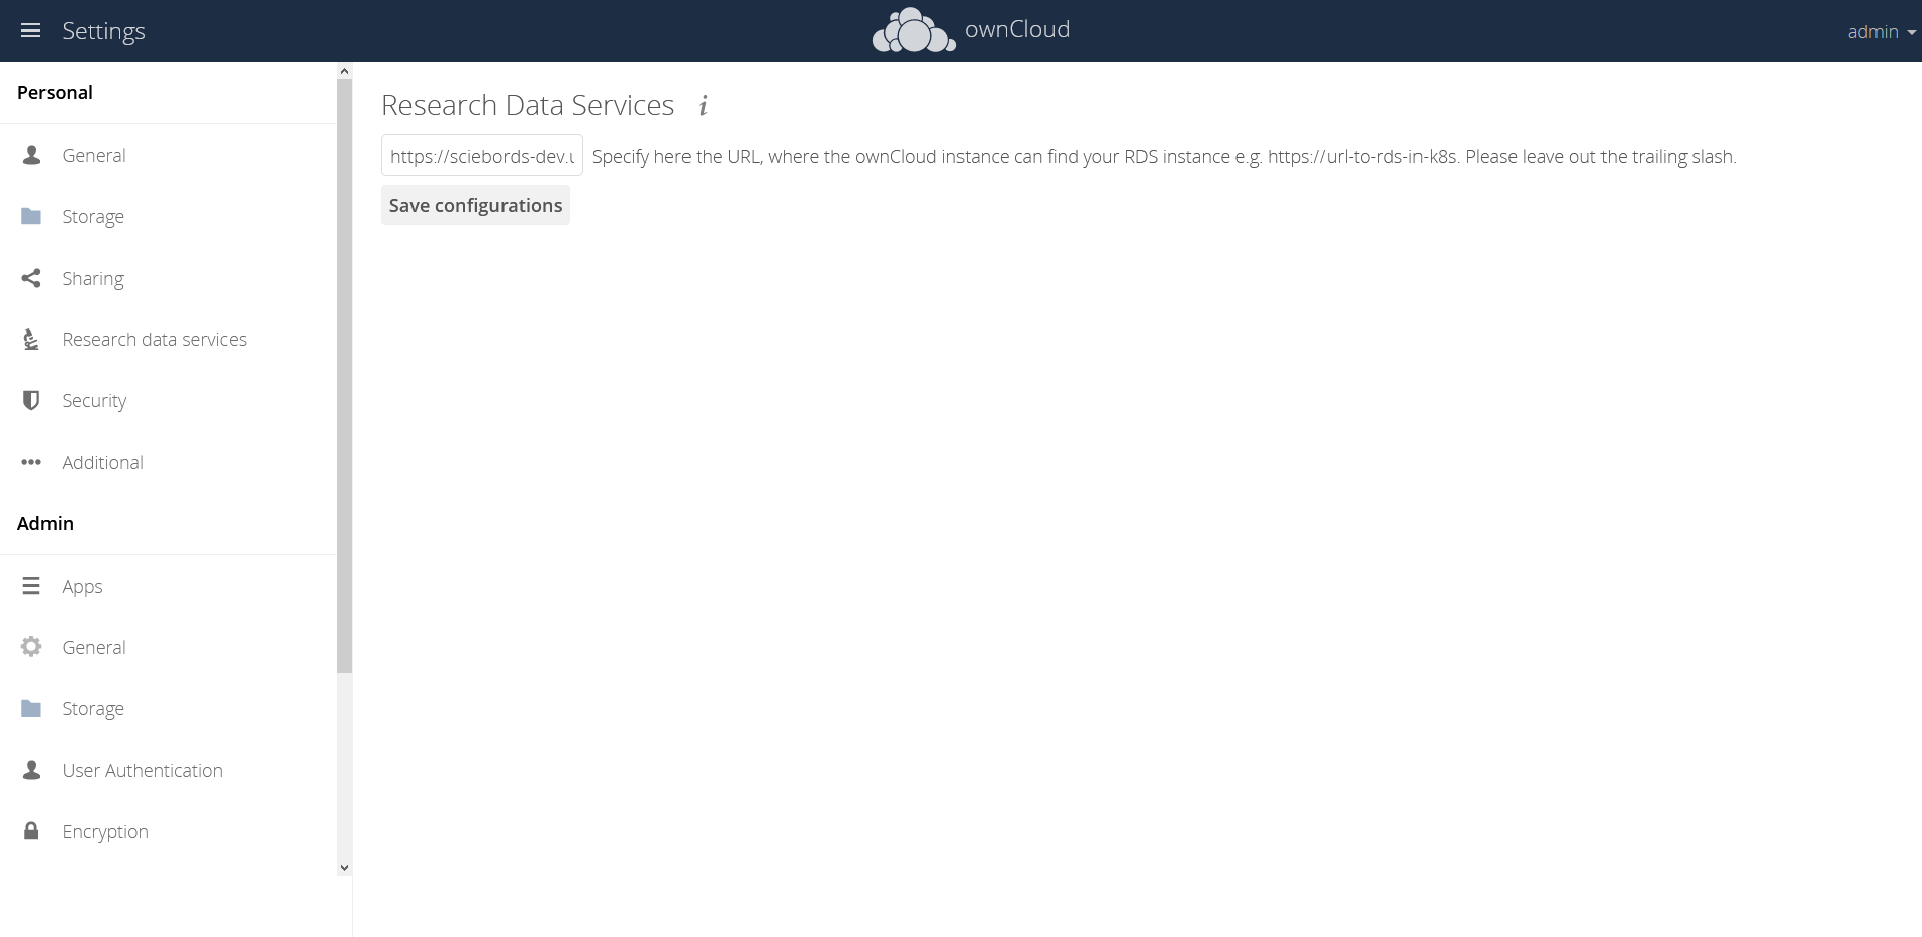 Settings
ownCloud
admin
Personal
General
Storage
Sharing
Research data services
Security
Additional
Admin
Apps
General
Storage
User Authentication
Encryption
Research Data Services
https://sciebords-dev.u Specify here the URL, where the ownCloud instance can find your RDS instance e.g. https://url-to-rds-in-k8s. Please leave out the trailing slash.
Save configurations